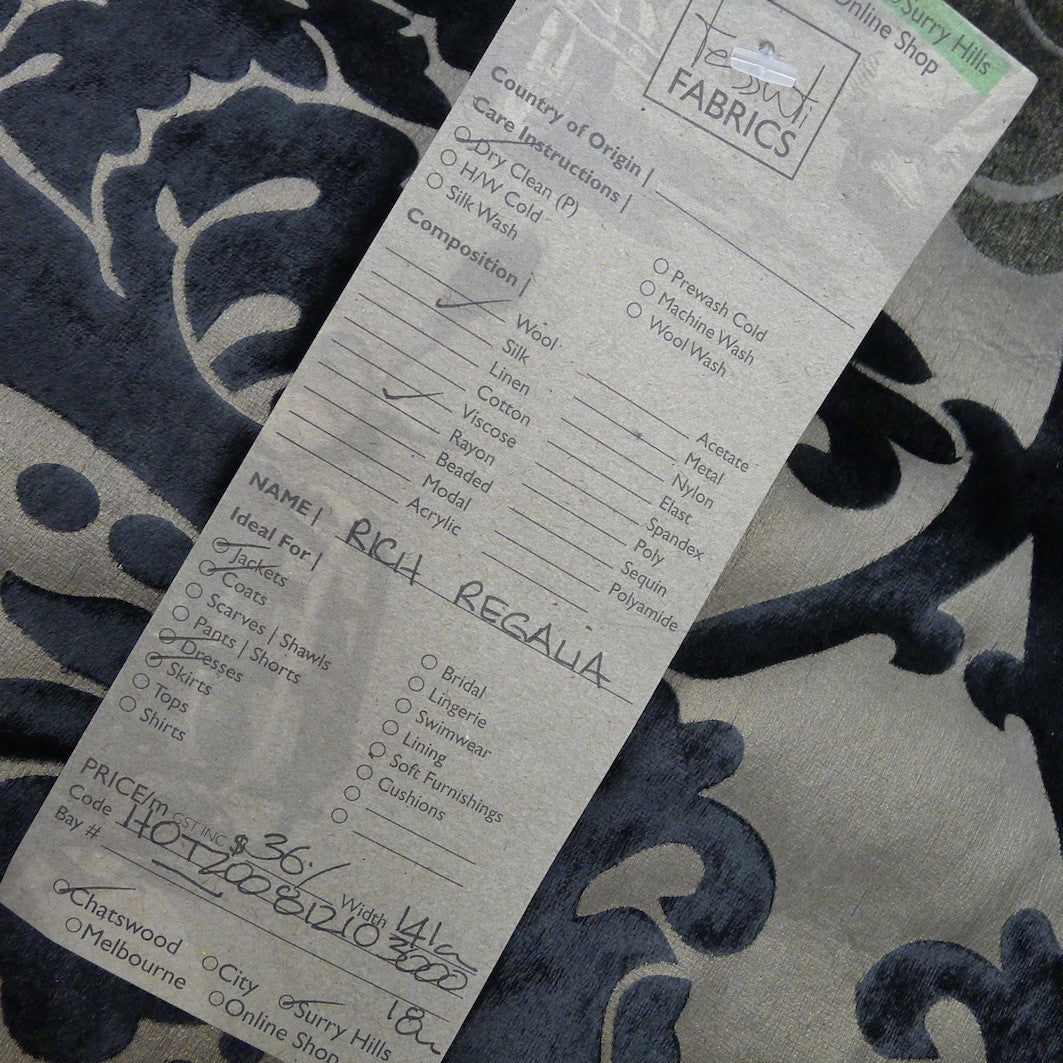 Surry Hills
Online Shop
Tessuti
FABRICS
Country of Origin |
Care Instructions |
Dry Clean (P)
H/W Cold
Silk Wash
Prewash Cold
Machine Wash
Wool Wash
Composition |
Wool
Silk
Linen
Cotton
Viscose
Rayon
Beaded
Modal
Acrylic
Acetate
Metal
Nylon
Elast
Spandex
Poly
Sequin
Polyamide
NAME | RICH REGALIA
Ideal For |
Jackets
Coats
Scarves | Shawls
Pants | Shorts
Dresses
Skirts
Tops
Shirts
Bridal
Lingerie
Swimwear
Lining
Soft Furnishings
Cushions
PRICE/m GST INC $36./ Width 141cm
Code HOT200812103000
Bay # 18m
Chatswood
Melbourne
City
Online Shop
Surry Hills